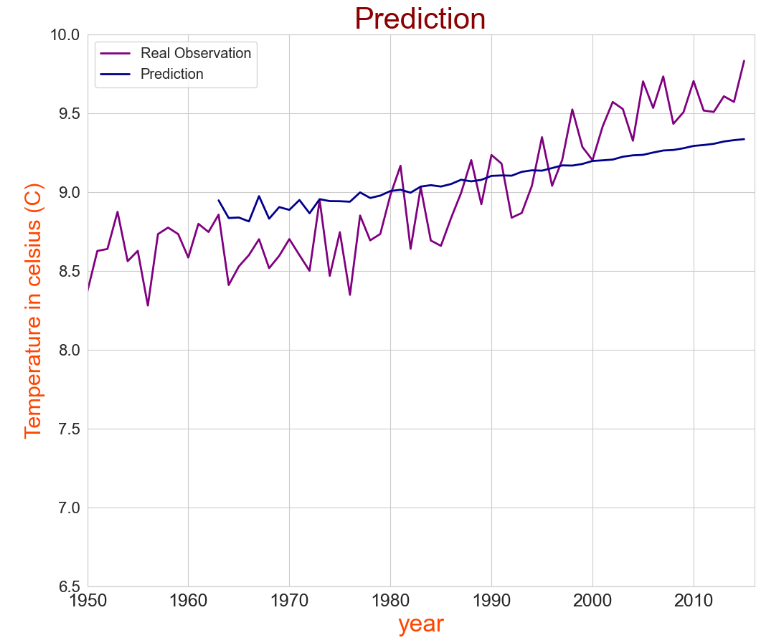 Prediction
Real Observation
Prediction
10.0
9.5
9.0
8.5
8.0
7.5
7.0
6.5
Temperature in celsius (C)
1950 1960 1970 1980 1990 2000 2010
year